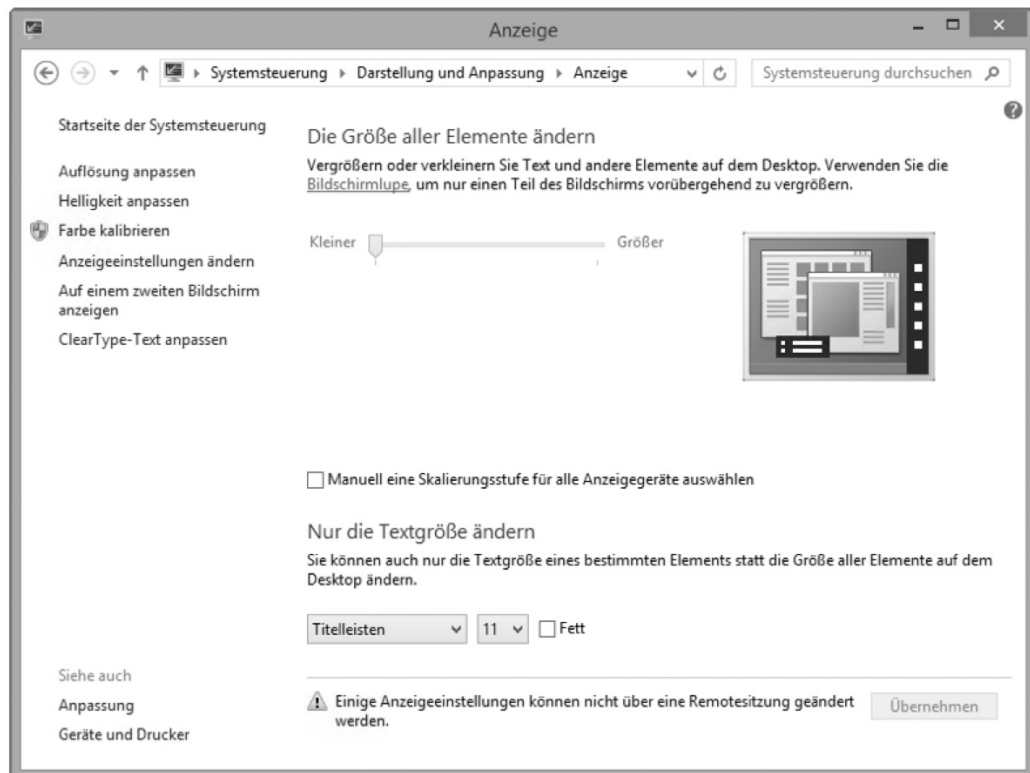 Anzeige
Systemsteuerung Darstellung und Anpassung Anzeige
Systemsteuerung durchsuchen
Startseite der Systemsteuerung
Auflösung anpassen
Helligkeit anpassen
Farbe kalibrieren
Anzeigeeinstellungen ändern
Auf einem zweiten Bildschirm
anzeigen
ClearType-Text anpassen
Die Größe aller Elemente ändern
Vergrößern oder verkleinern Sie Text und andere Elemente auf dem Desktop. Verwenden Sie die
Bildschirmlupe, um nur einen Teil des Bildschirms vorübergehend zu vergrößern.
Kleiner Größer
Manuell eine Skalierungsstufe für alle Anzeigegeräte auswählen
Nur die Textgröße ändern
Sie können auch nur die Textgröße eines bestimmten Elements statt die Größe aller Elemente auf dem
Desktop ändern.
Titelleisten 11 Fett
Siehe auch
Anpassung
Geräte und Drucker
Einige Anzeigeeinstellungen können nicht über eine Remotesitzung geändert
werden.
Übernehmen